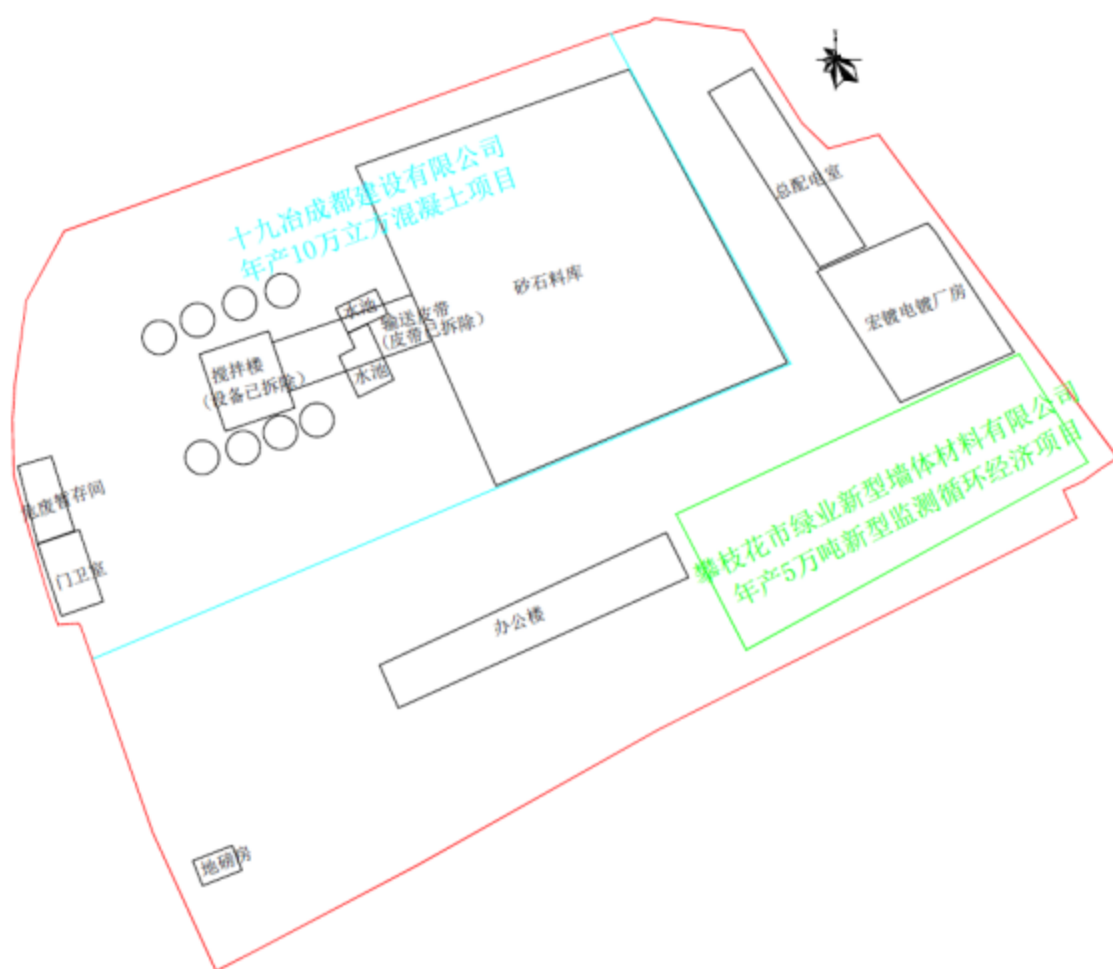 十九冶成都建设有限公司
年产10万立方混凝土项目
总配电室
砂石料库
宏镀电镀厂房
水池
输送皮带
(皮带已拆除)
搅拌楼
(设备已拆除)
水池
攀枝花市绿业新型墙体材料有限公司
年产5万吨新型监测循环经济项目
危废暂存间
门卫室
办公楼
地磅房